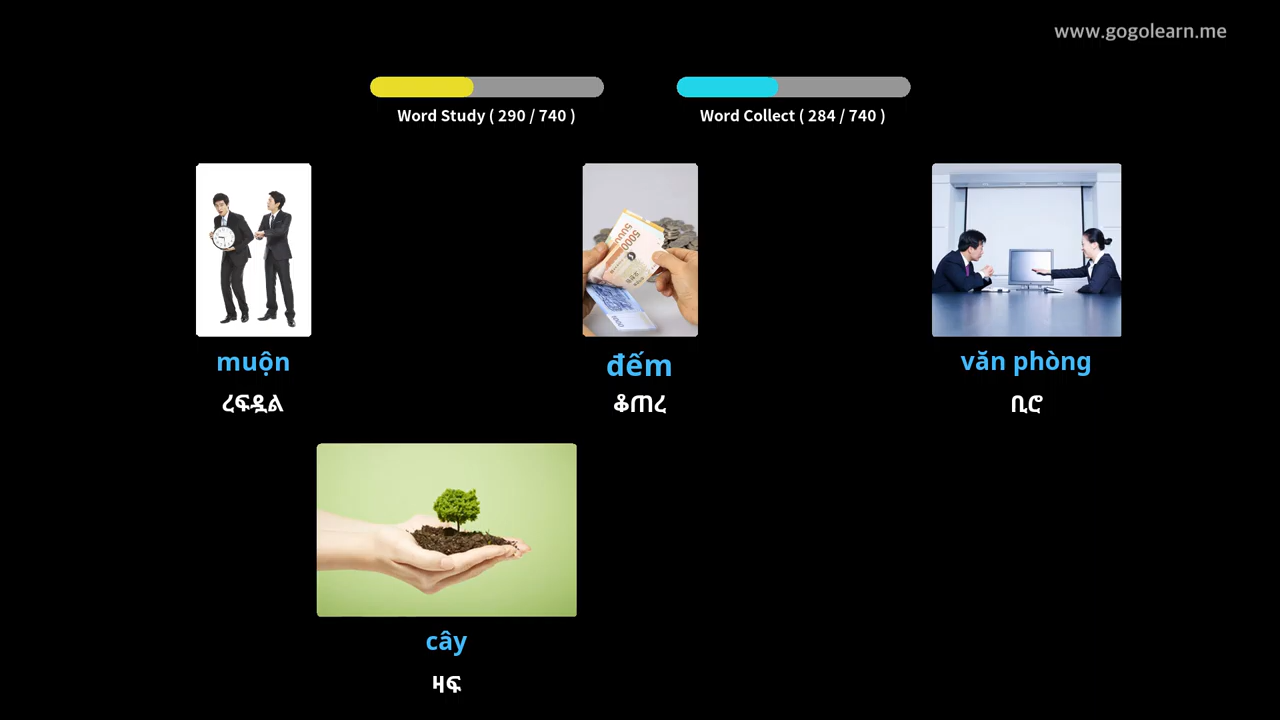 www.gogolearn.me
Word Study ( 290 / 740 )
Word Collect ( 284 / 740 )
muộn
đếm
văn phòng
ረፍዷል
ቆጠረ
ቢሮ
cây
ዛፍ